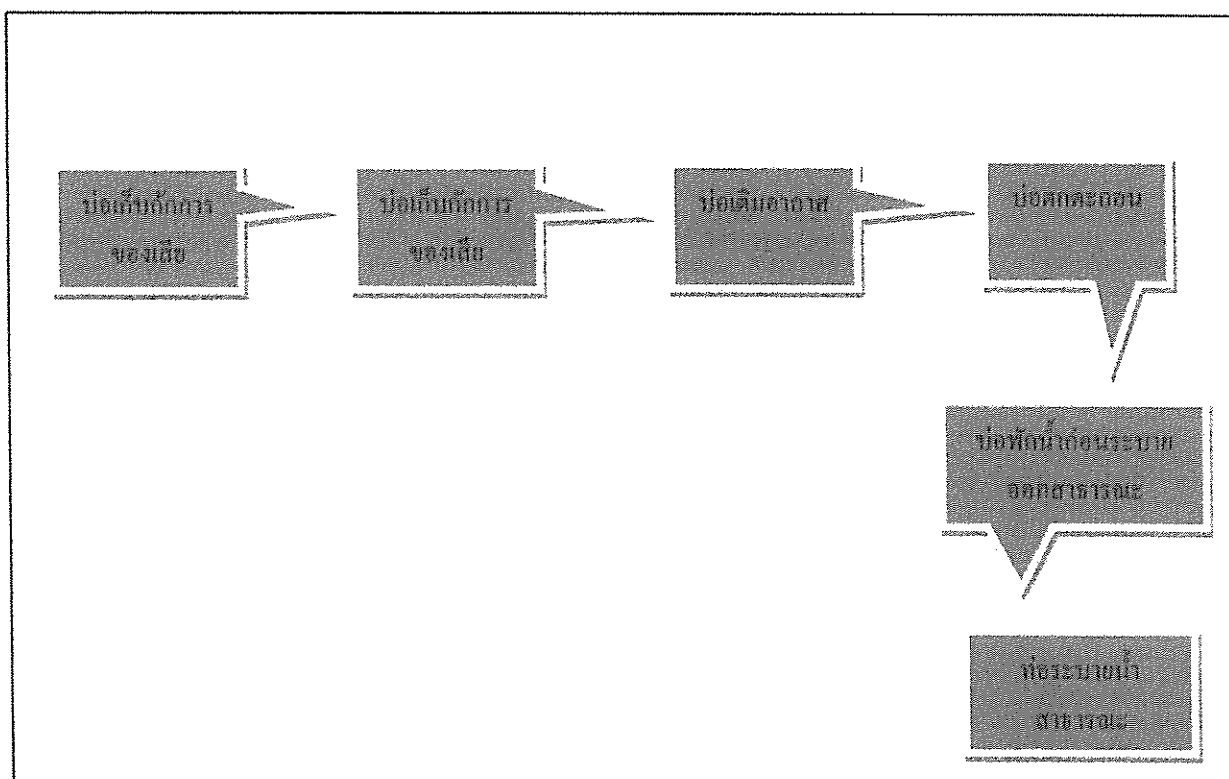 บ่อเก็บกักการ
ของเสีย
บ่อเก็บกักการ
ของเสีย
บ่อเติมอากาศ
บ่อตกตะกอน
บ่อพักน้ำก่อนระบาย
ออกสาธารณะ
ท่อระบายน้ำ
สาธารณะ